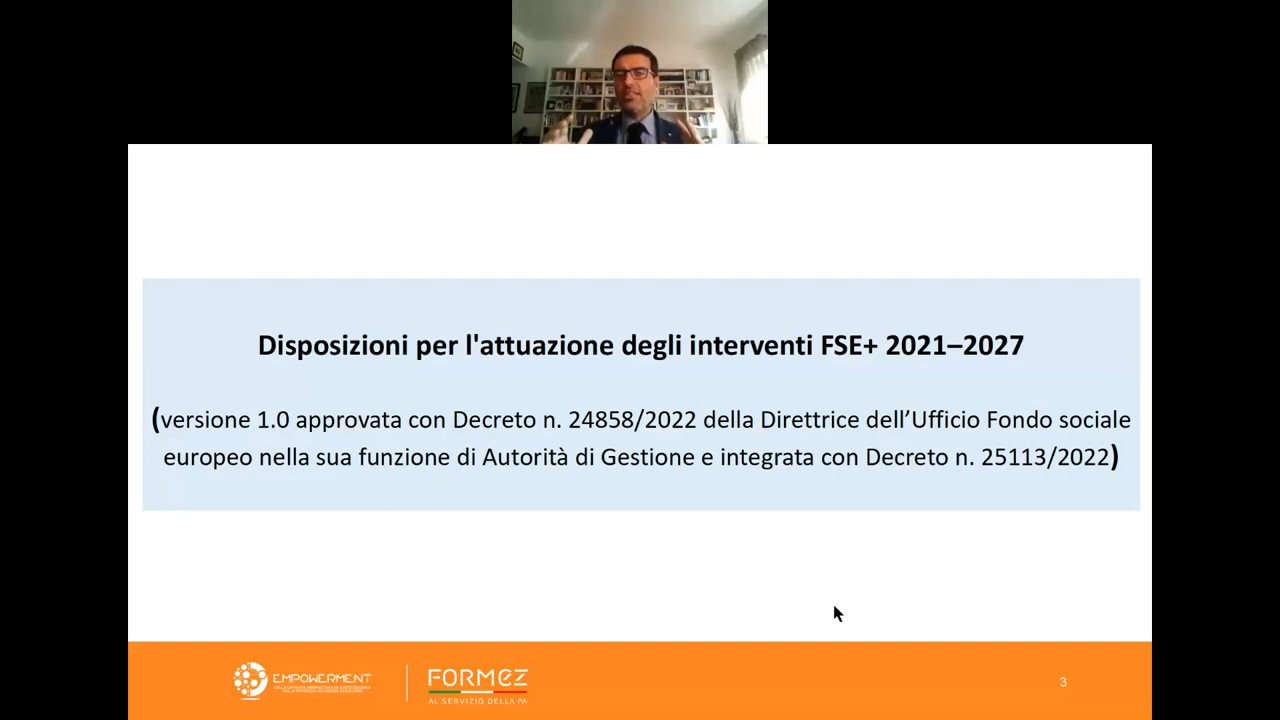 Disposizioni per l'attuazione degli interventi FSE+ 2021–2027
(versione 1.0 approvata con Decreto n. 24858/2022 della Direttrice dell’Ufficio Fondo sociale
europeo nella sua funzione di Autorità di Gestione e integrata con Decreto n. 25113/2022)
EMPOWERMENT
FORMEZ
AL SERVIZIO DELLA PA
3